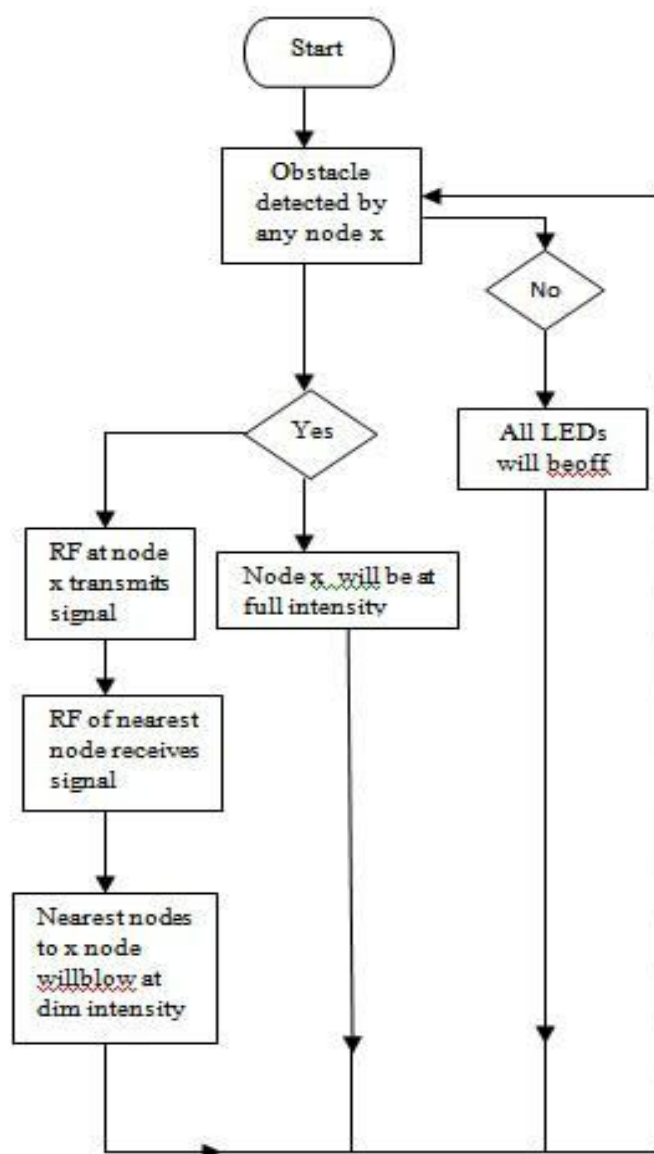 Start
Obstacle
detected by
any node x
No
Yes
All LEDs
will beoff
RF at node
x transmits
signal
Node x will be at
full intensity
RF of nearest
node receives
signal
Nearest nodes
to x node
willblow at
dim intensity